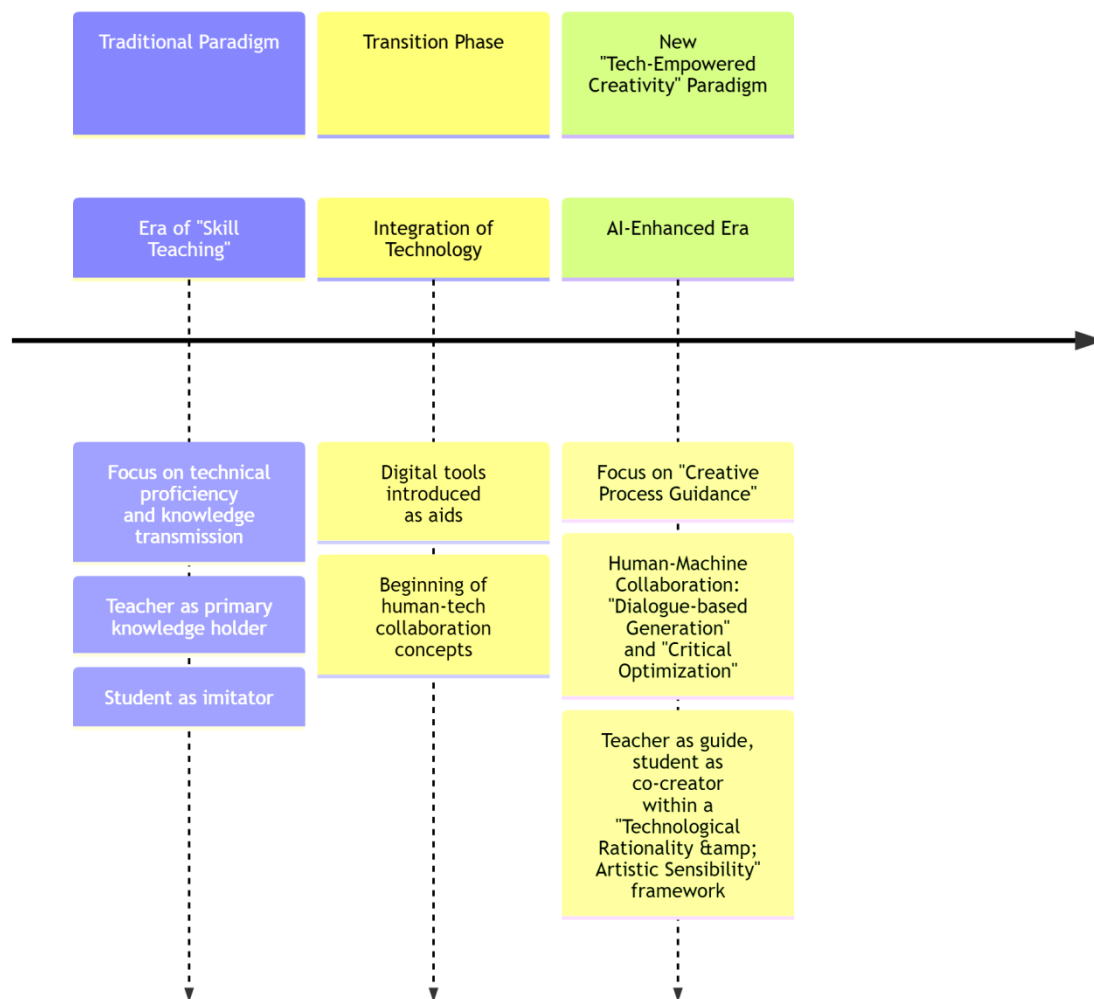 Traditional Paradigm
Transition Phase
New
"Tech-Empowered
Creativity" Paradigm
Era of "Skill
Teaching"
Integration of
Technology
AI-Enhanced Era
Focus on technical
proficiency
and knowledge
transmission
Teacher as primary
knowledge holder
Student as imitator
Digital tools
introduced
as aids
Beginning of
human-tech
collaboration
concepts
Focus on "Creative
Process Guidance"
Human-Machine
Collaboration:
"Dialogue-based
Generation"
and "Critical
Optimization"
Teacher as guide,
student as
co-creator
within a
"Technological
Rationality &amp;
Artistic Sensibility"
framework